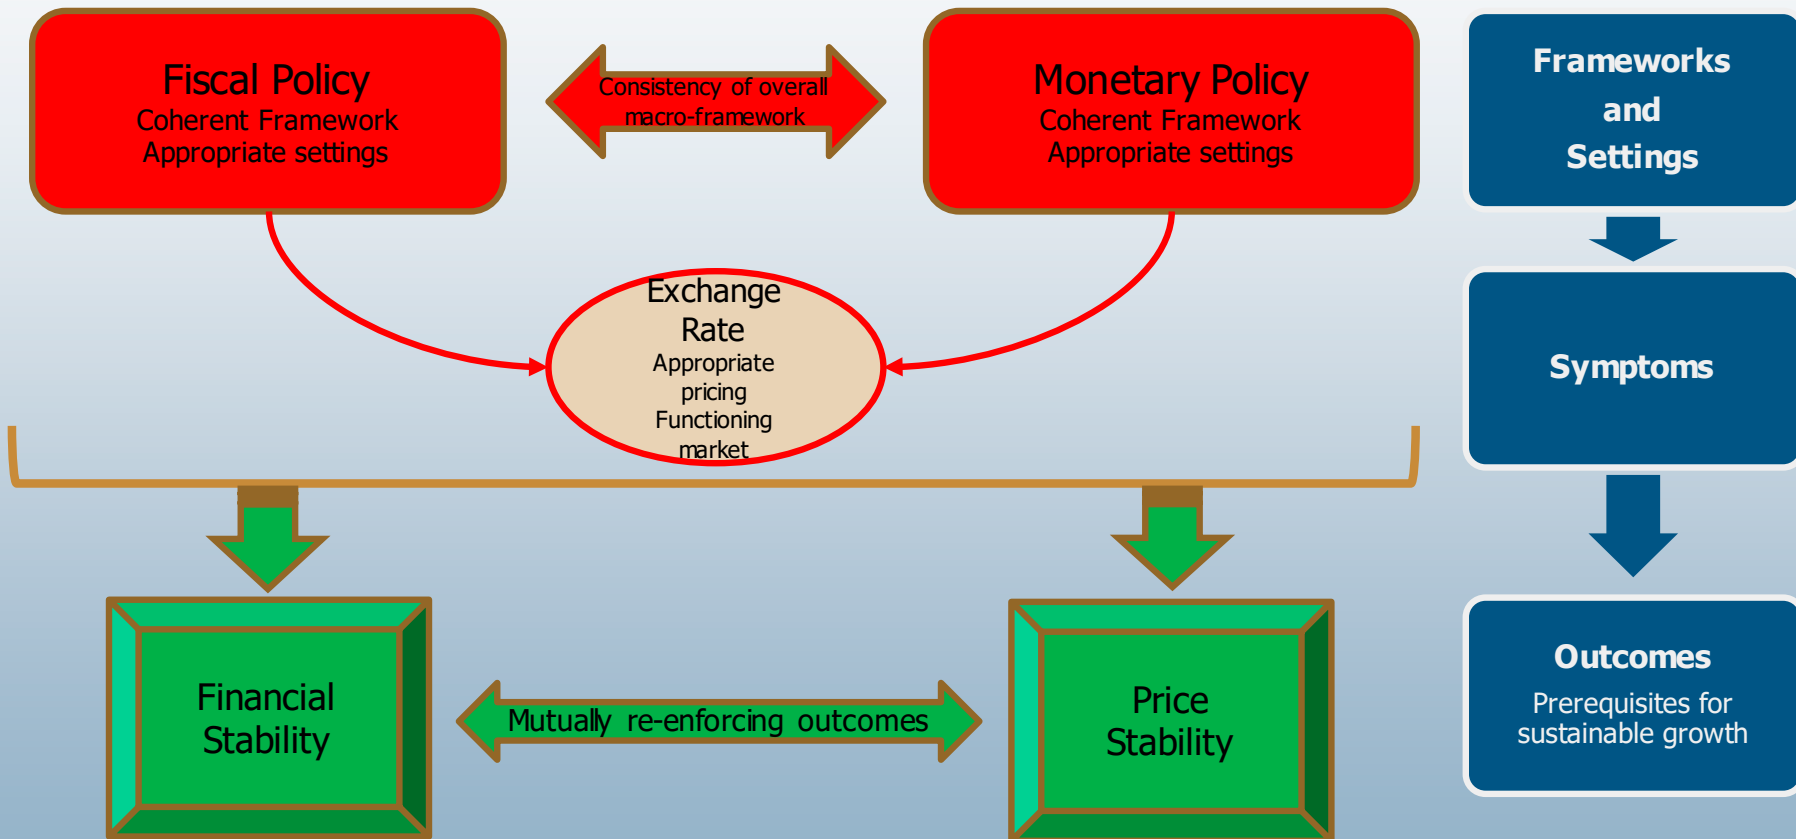 Fiscal Policy
Coherent Framework
Appropriate settings
Consistency of overall
macro-framework
Monetary Policy
Coherent Framework
Appropriate settings
Frameworks
and
Settings
Exchange
Rate
Appropriate
pricing
Functioning
market
Symptoms
Financial
Stability
Mutually re-enforcing outcomes
Price
Stability
Outcomes
Prerequisites for
sustainable growth